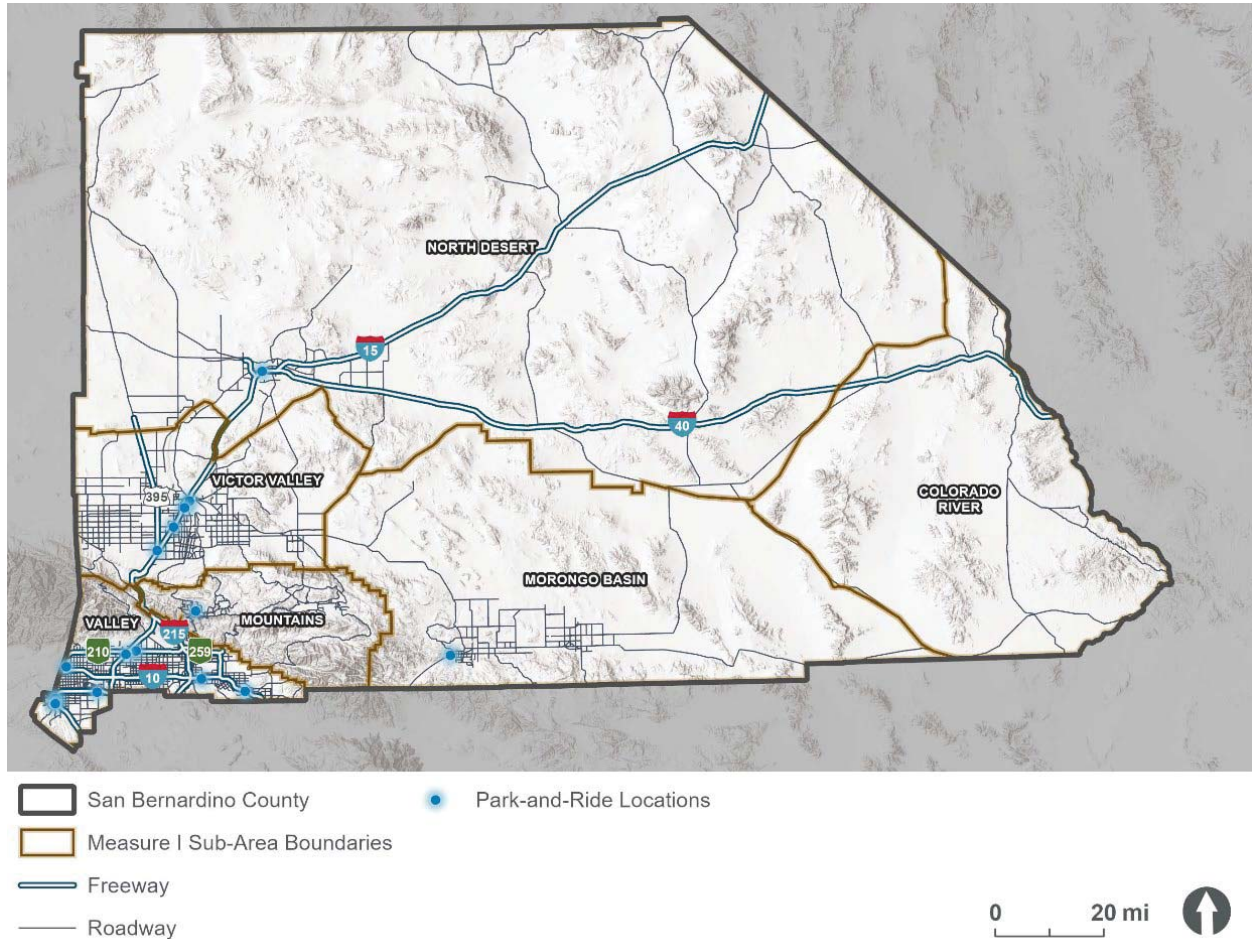 NORTH DESERT
15
40
395
VICTOR VALLEY
COLORADO
RIVER
MORONGO BASIN
VALLEY
MOUNTAINS
215
210
259
10
San Bernardino County
Park-and-Ride Locations
Measure I Sub-Area Boundaries
Freeway
Roadway
0 20 mi